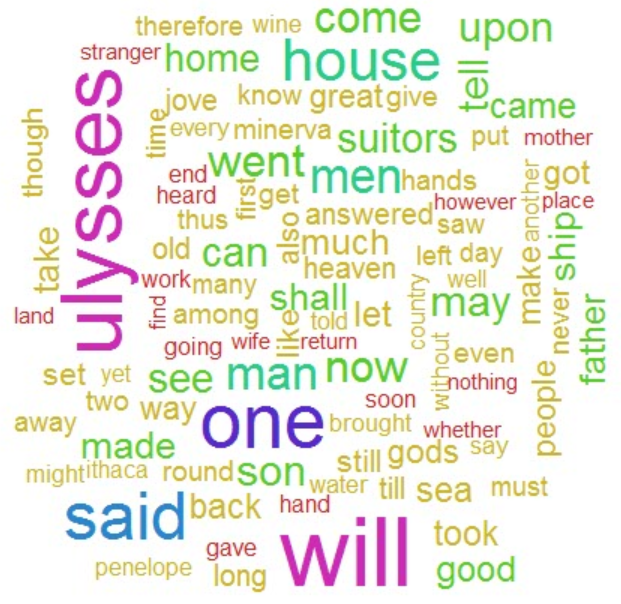 therefore wine come upon
stranger home house tell
jove know great give came
though time every minerva suitors put mother
ulysses end went men hands got
heard first get however place
thus also answered saw another
take old can much left day ship
work many heaven make
land find among shall told let country well may never father
going wife like return without even
set yet see man now nothing people
two way one soon
away brought whether
made son still gods say
might ithaca round water till sea must
said back hand will took
penelope gave long good